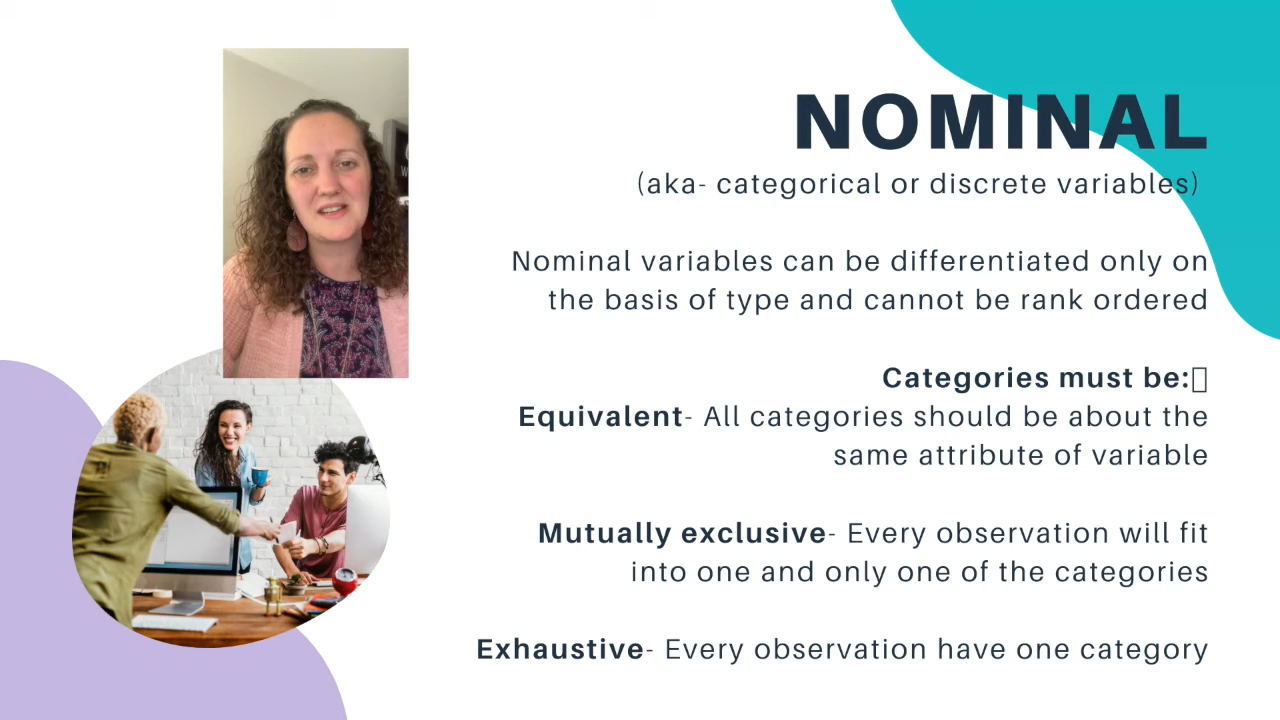 NOMINAL
(aka- categorical or discrete variables)
Nominal variables can be differentiated only on
the basis of type and cannot be rank ordered
Categories must be:
Equivalent- All categories should be about the
same attribute of variable
Mutually exclusive- Every observation will fit
into one and only one of the categories
Exhaustive- Every observation have one category